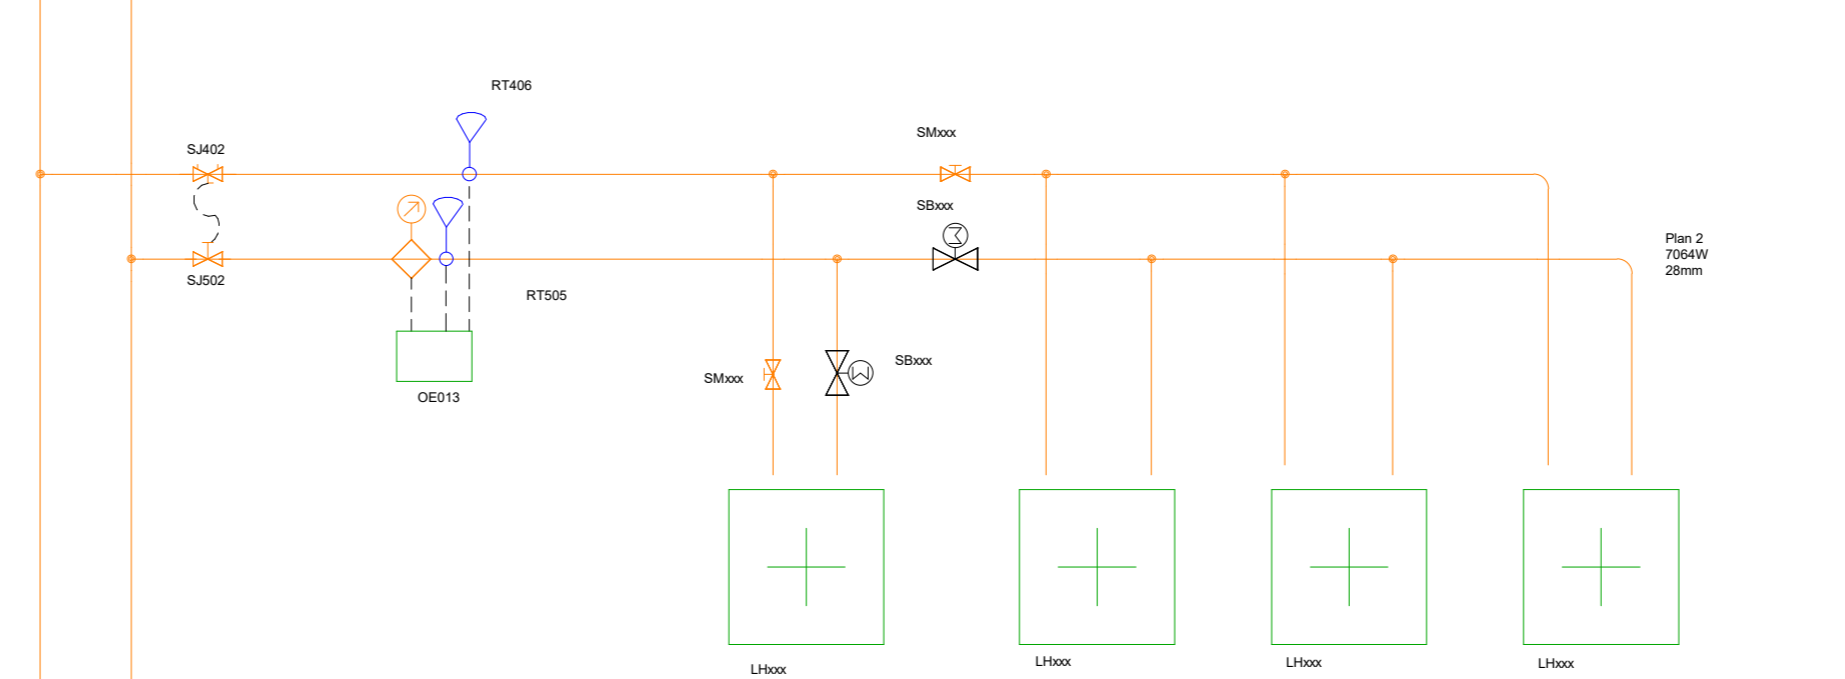 RT406
SMxxx
SJ402
SBxxx
Plan 2
7064W
28mm
SJ502
RT505
SBxxx
SMxxx
OE013
LHxxx
LHxxx
LHxxx
LHxxx